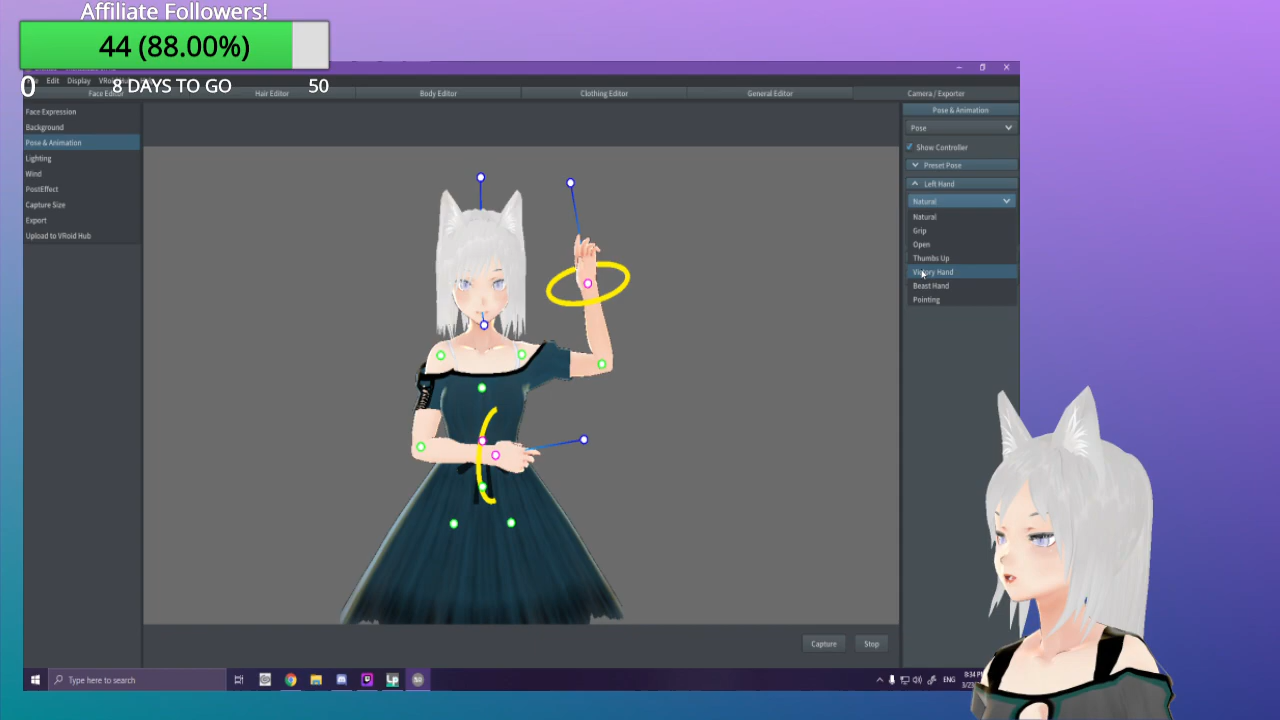 Affiliate Followers!
44 (88.00%)
0
8 DAYS TO GO
50
Edit
Display
Face Editor
Hair Editor
Body Editor
Clothing Editor
General Editor
Camera / Exporter
Face Expression
Background
Pose & Animation
Lighting
Wind
PostEffect
Capture Size
Export
Upload to VRoid Hub
Pose & Animation
Pose
Show Controller
Preset Pose
Left Hand
Natural
Natural
Grip
Open
Thumbs Up
Victory Hand
Beast Hand
Pointing
Capture
Stop
Type here to search
Lp
ENG
8:34